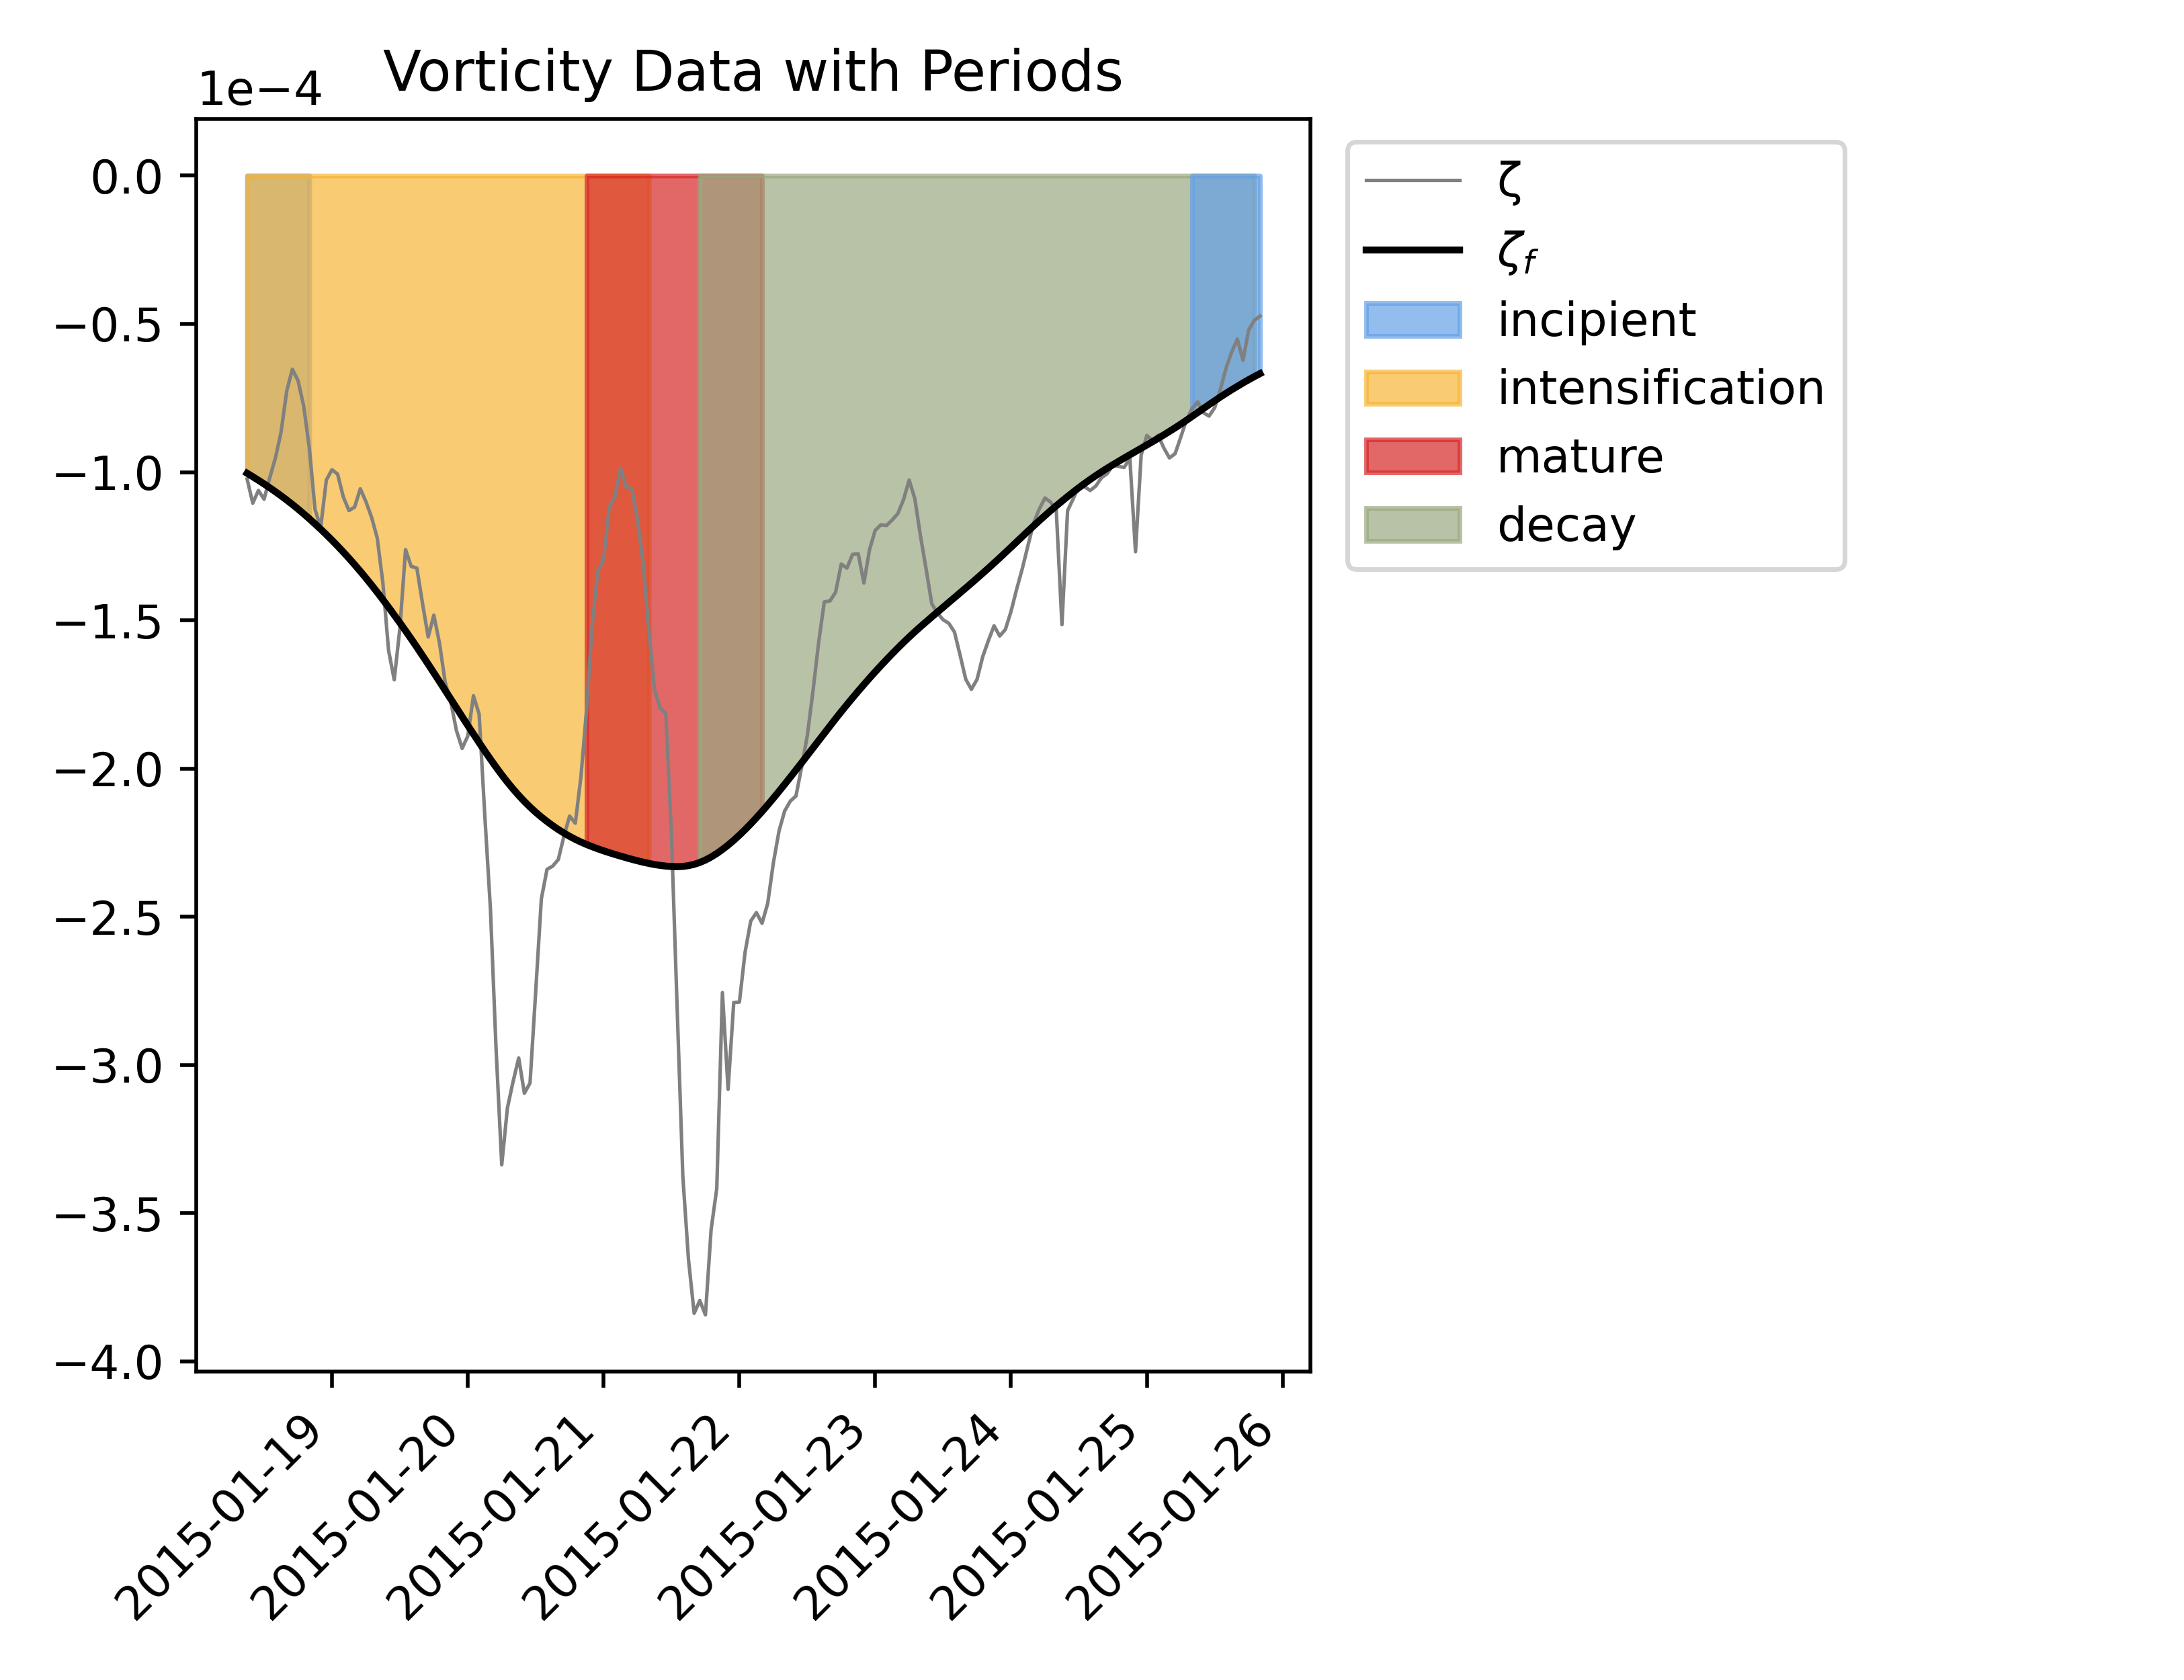 Vorticity Data with Periods
1e−4
0.0
−0.5
−1.0
−1.5
−2.0
−2.5
−3.0
−3.5
−4.0
2015-01-19
2015-01-20
2015-01-21
2015-01-22
2015-01-23
2015-01-24
2015-01-25
2015-01-26
ζ
ζf
incipient
intensification
mature
decay